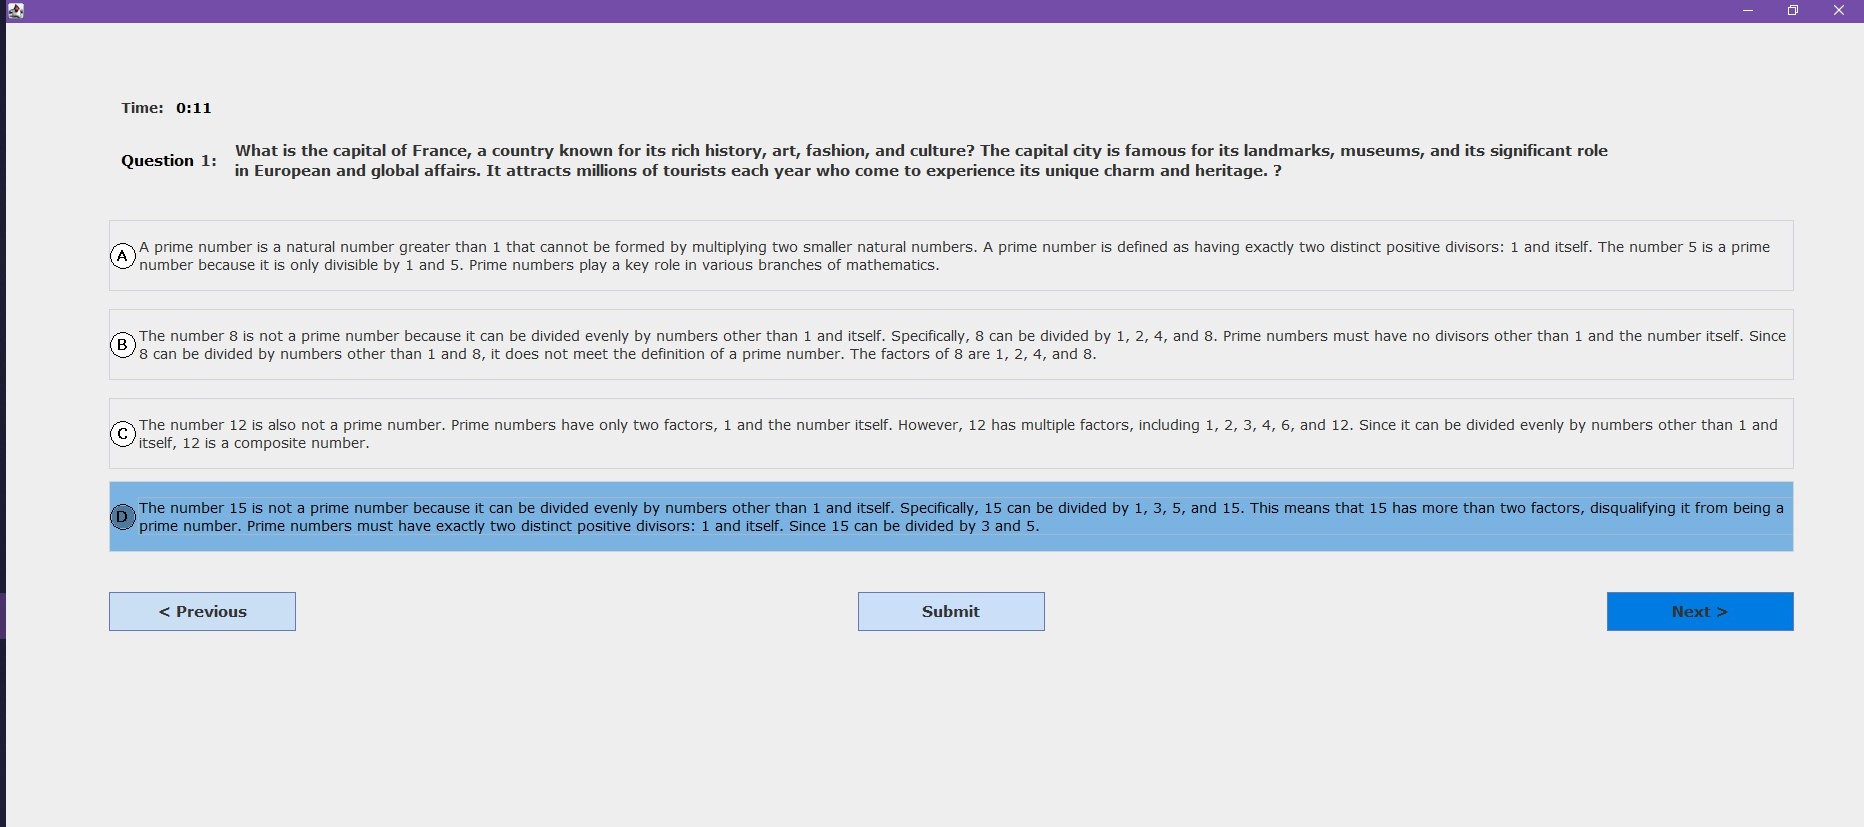 Time: 0:11
Question 1:
What is the capital of France, a country known for its rich history, art, fashion, and culture? The capital city is famous for its landmarks, museums, and its significant role
in European and global affairs. It attracts millions of tourists each year who come to experience its unique charm and heritage. ?
A
A prime number is a natural number greater than 1 that cannot be formed by multiplying two smaller natural numbers. A prime number is defined as having exactly two distinct positive divisors: 1 and itself. The number 5 is a prime
number because it is only divisible by 1 and 5. Prime numbers play a key role in various branches of mathematics.
B
The number 8 is not a prime number because it can be divided evenly by numbers other than 1 and itself. Specifically, 8 can be divided by 1, 2, 4, and 8. Prime numbers must have no divisors other than 1 and the number itself. Since
8 can be divided by numbers other than 1 and 8, it does not meet the definition of a prime number. The factors of 8 are 1, 2, 4, and 8.
C
The number 12 is also not a prime number. Prime numbers have only two factors, 1 and the number itself. However, 12 has multiple factors, including 1, 2, 3, 4, 6, and 12. Since it can be divided evenly by numbers other than 1 and
itself, 12 is a composite number.
D
The number 15 is not a prime number because it can be divided evenly by numbers other than 1 and itself. Specifically, 15 can be divided by 1, 3, 5, and 15. This means that 15 has more than two factors, disqualifying it from being a
prime number. Prime numbers must have exactly two distinct positive divisors: 1 and itself. Since 15 can be divided by 3 and 5.
< Previous
Submit
Next >